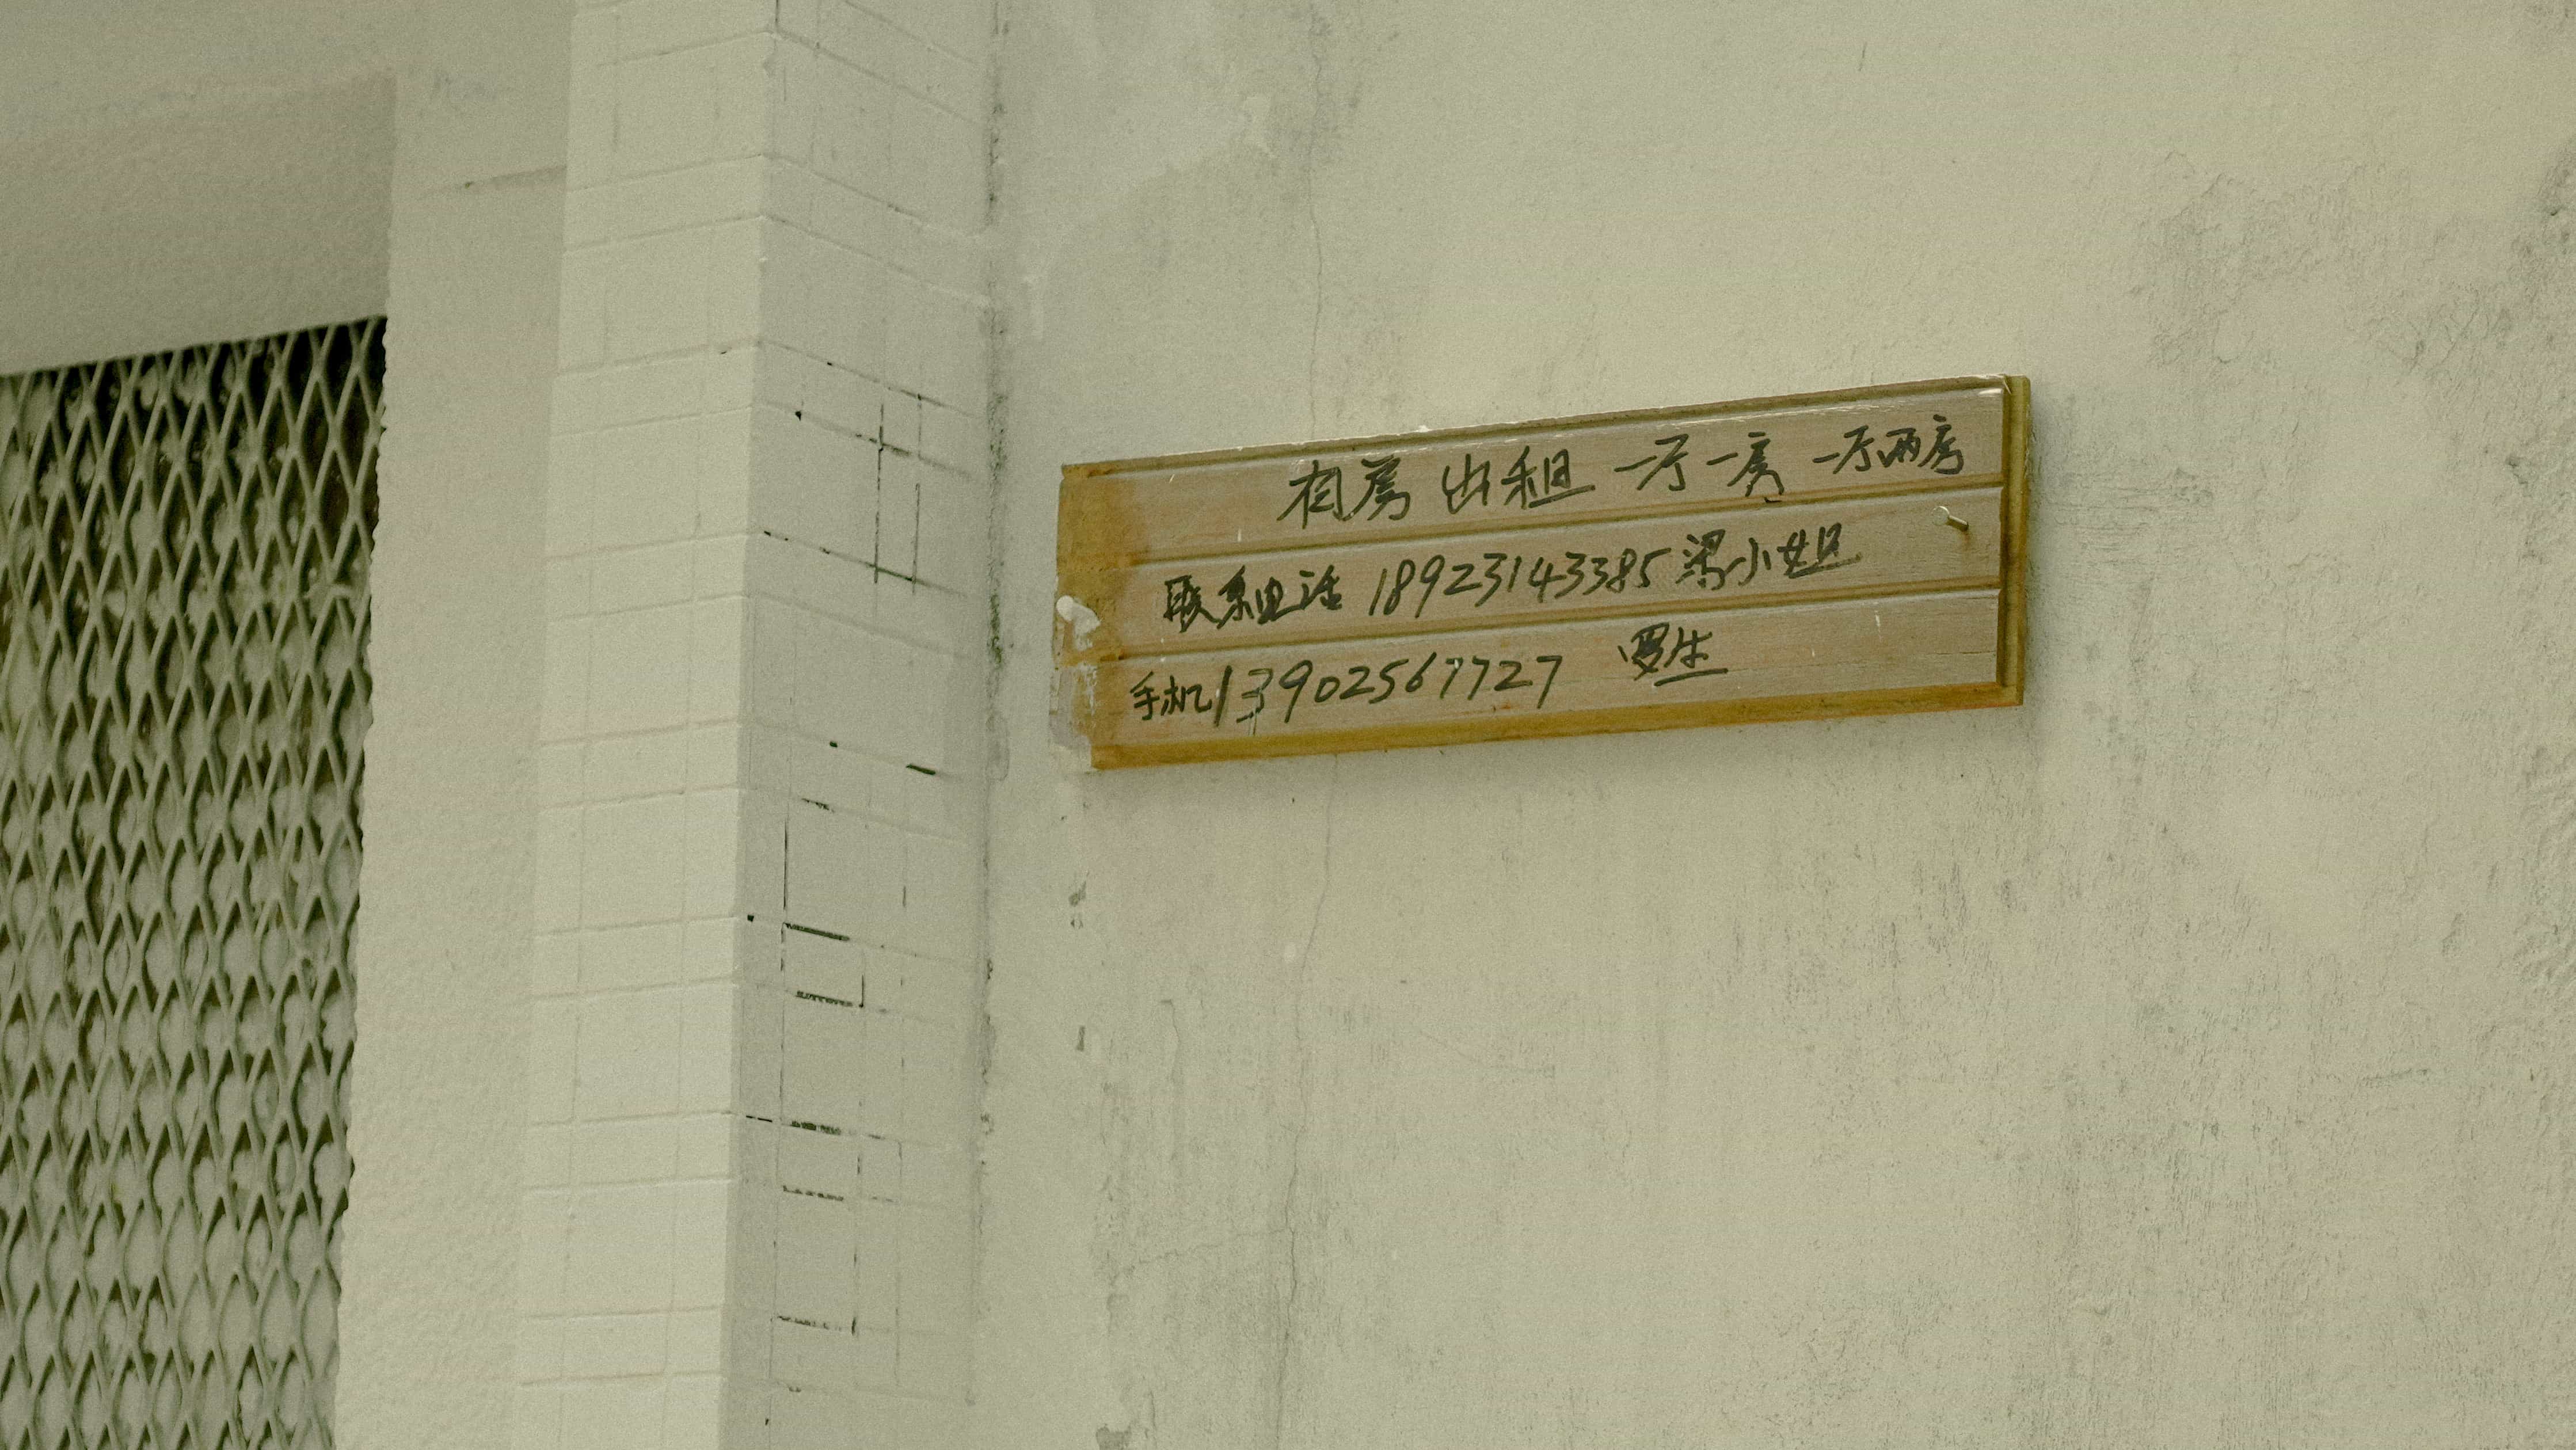 有房出租 一厅一房 一厅两房
联系电话 18923143385 梁小姐
手机 13902567727 罗生